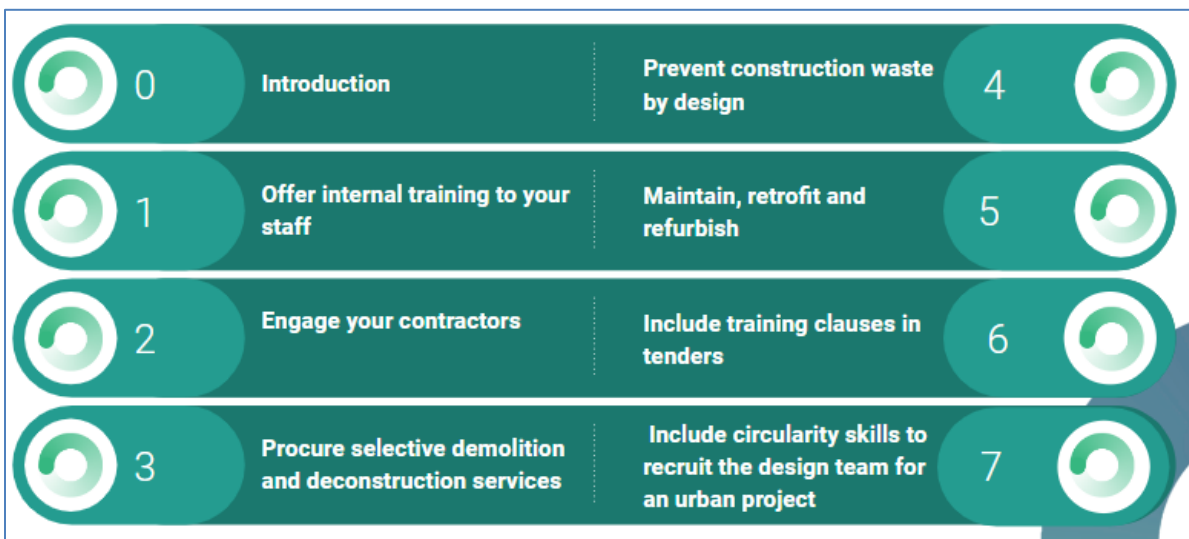 0
Introduction
1
Offer internal training to your
staff
2
Engage your contractors
3
Procure selective demolition
and deconstruction services
Prevent construction waste
by design
4
Maintain, retrofit and
refurbish
5
Include training clauses in
tenders
6
Include circularity skills to
recruit the design team for
an urban project
7